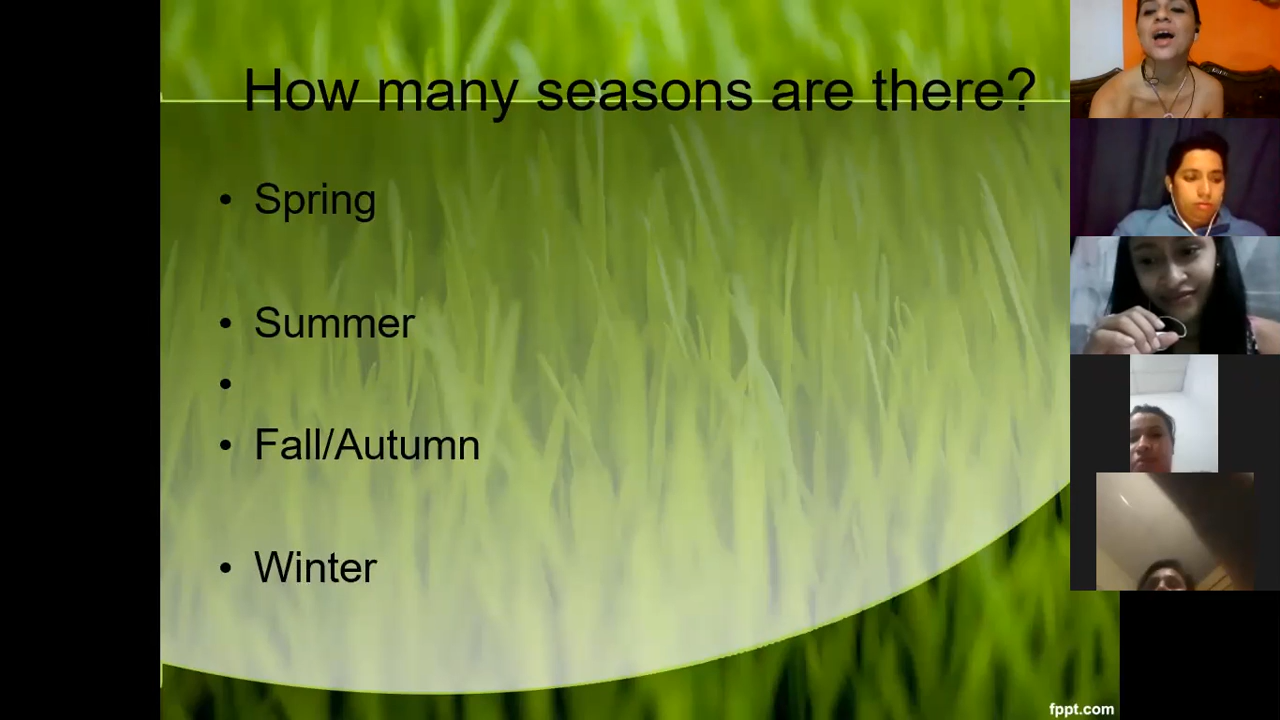 How many seasons are there?
• Spring
• Summer
•
• Fall/Autumn
• Winter
fppt.com